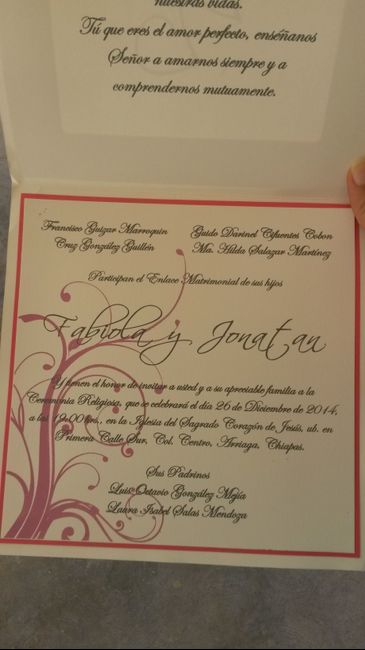 nuestras vidas.
Tú que eres el amor perfecto, enséñanos
Señor a amarnos siempre y a
comprendernos mutuamente.
Francisco Guizar Marroquin
Cruz González Guillén
Guido Darinel Cifuentes Cobon
Ma. Hilda Salazar Martínez
Participan el Enlace Matrimonial de sus hijos
Fabiola y Jonatan
Y tienen el honor de invitar a usted y a su apreciable familia a la
Ceremonia Religiosa, que se celebrará el día 26 de Diciembre de 2014,
a las 19:00hrs., en la Iglesia del Sagrado Corazón de Jesús, ub. en
Primera Calle Sur, Col. Centro, Arriaga, Chiapas.
Sus Padrinos
Luis Octavio González Mejía
Laura Isabel Salas Mendoza